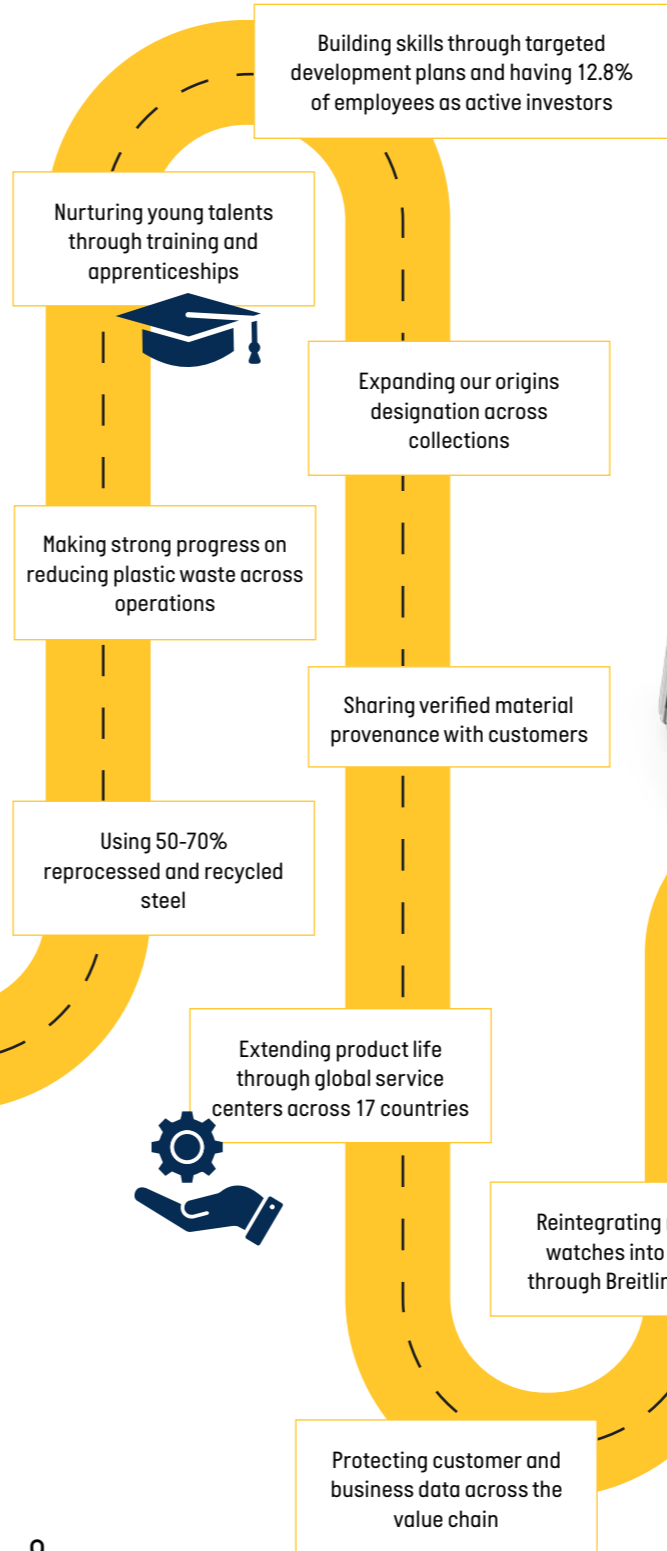 Building skills through targeted
development plans and having 12.8%
of employees as active investors
Nurturing young talents
through training and
apprenticeships
Expanding our origins
designation across
collections
Making strong progress on
reducing plastic waste across
operations
Sharing verified material
provenance with customers
Using 50-70%
reprocessed and recycled
steel
Extending product life
through global service
centers across 17 countries
Reintegrating
watches into
through
Protecting customer and
business data across the
value chain